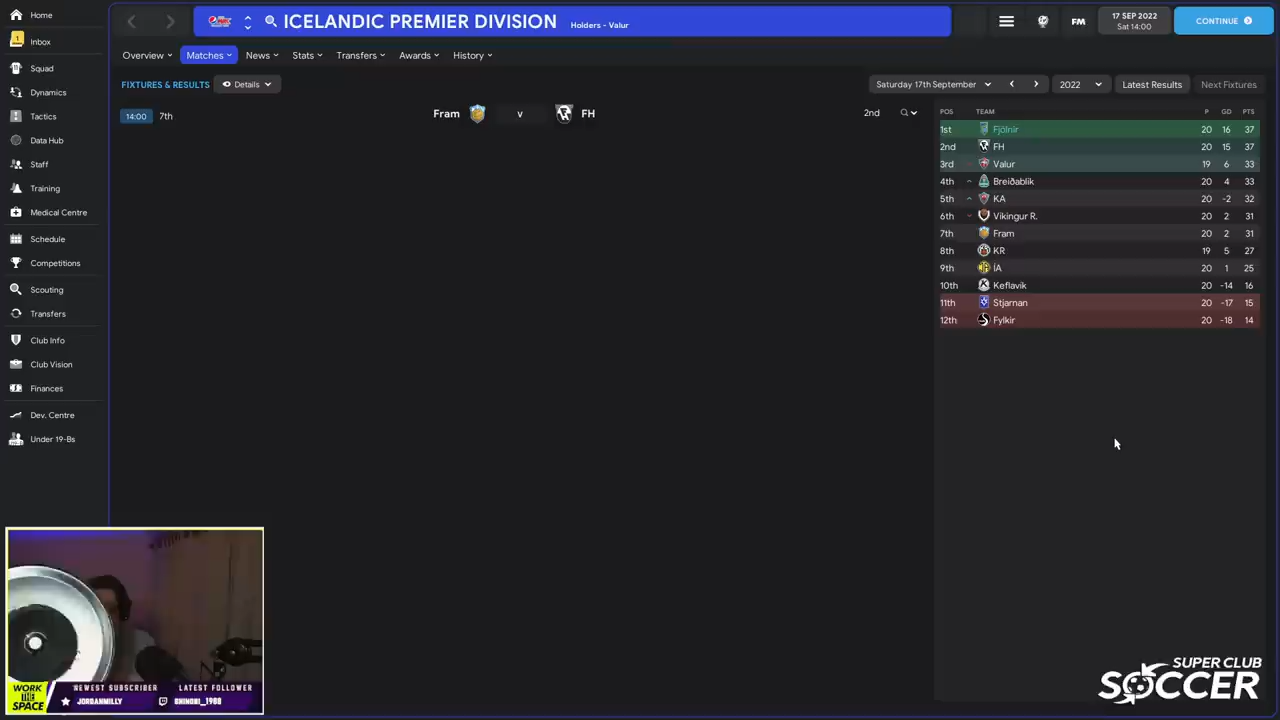 Home
Inbox
Squad
Dynamics
Tactics
Data Hub
Staff
Training
Medical Centre
Schedule
Competitions
Scouting
Transfers
Club Info
Club Vision
Finances
Dev. Centre
Under 19-Bs
ICELANDIC PREMIER DIVISION Holders - Valur
FM 17 SEP 2022 Sat 14:00 CONTINUE
Overview Matches News Stats Transfers Awards History
FIXTURES & RESULTS Details Saturday 17th September 2022 Latest Results Next Fixtures
14:00 7th Fram v FH 2nd
POS TEAM P GD PTS
1st Fjölnir 20 16 37
2nd FH 20 15 37
3rd Valur 19 6 33
4th Breiðablik 20 4 33
5th KA 20 -2 32
6th Víkingur R. 20 2 31
7th Fram 20 2 31
8th KR 19 5 27
9th ÍA 20 1 25
10th Keflavík 20 -14 16
11th Stjarnan 20 -17 15
12th Fylkir 20 -18 14
WORK THE SPACE
NEWEST SUBSCRIBER LATEST FOLLOWER
JORDANMILLY SHINOBI_1988
SUPER CLUB
SOCCER